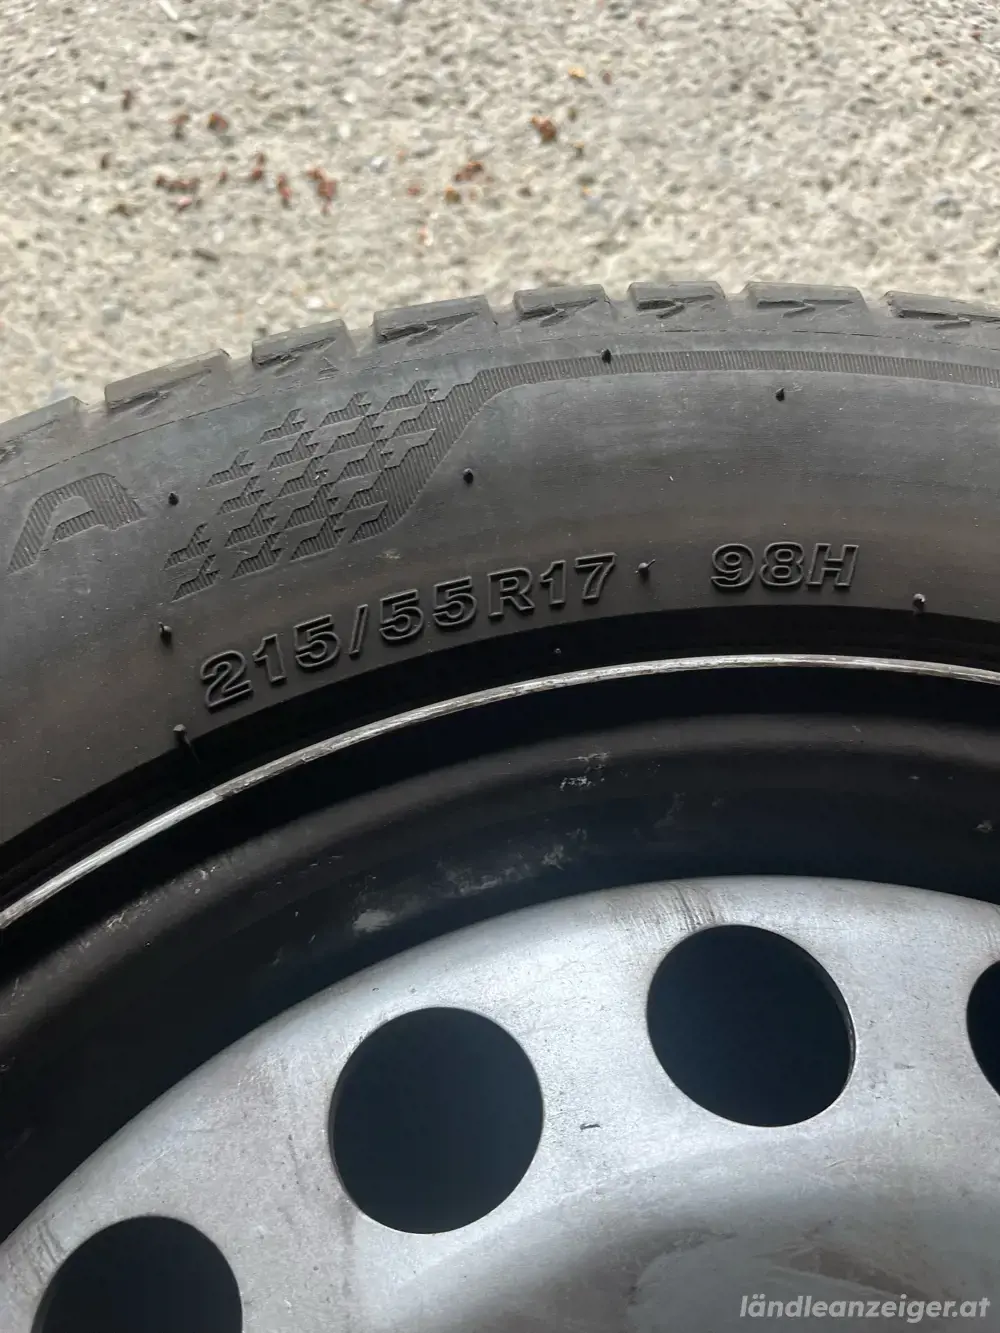 A
215/55R17 98H
ländleanzeiger.at